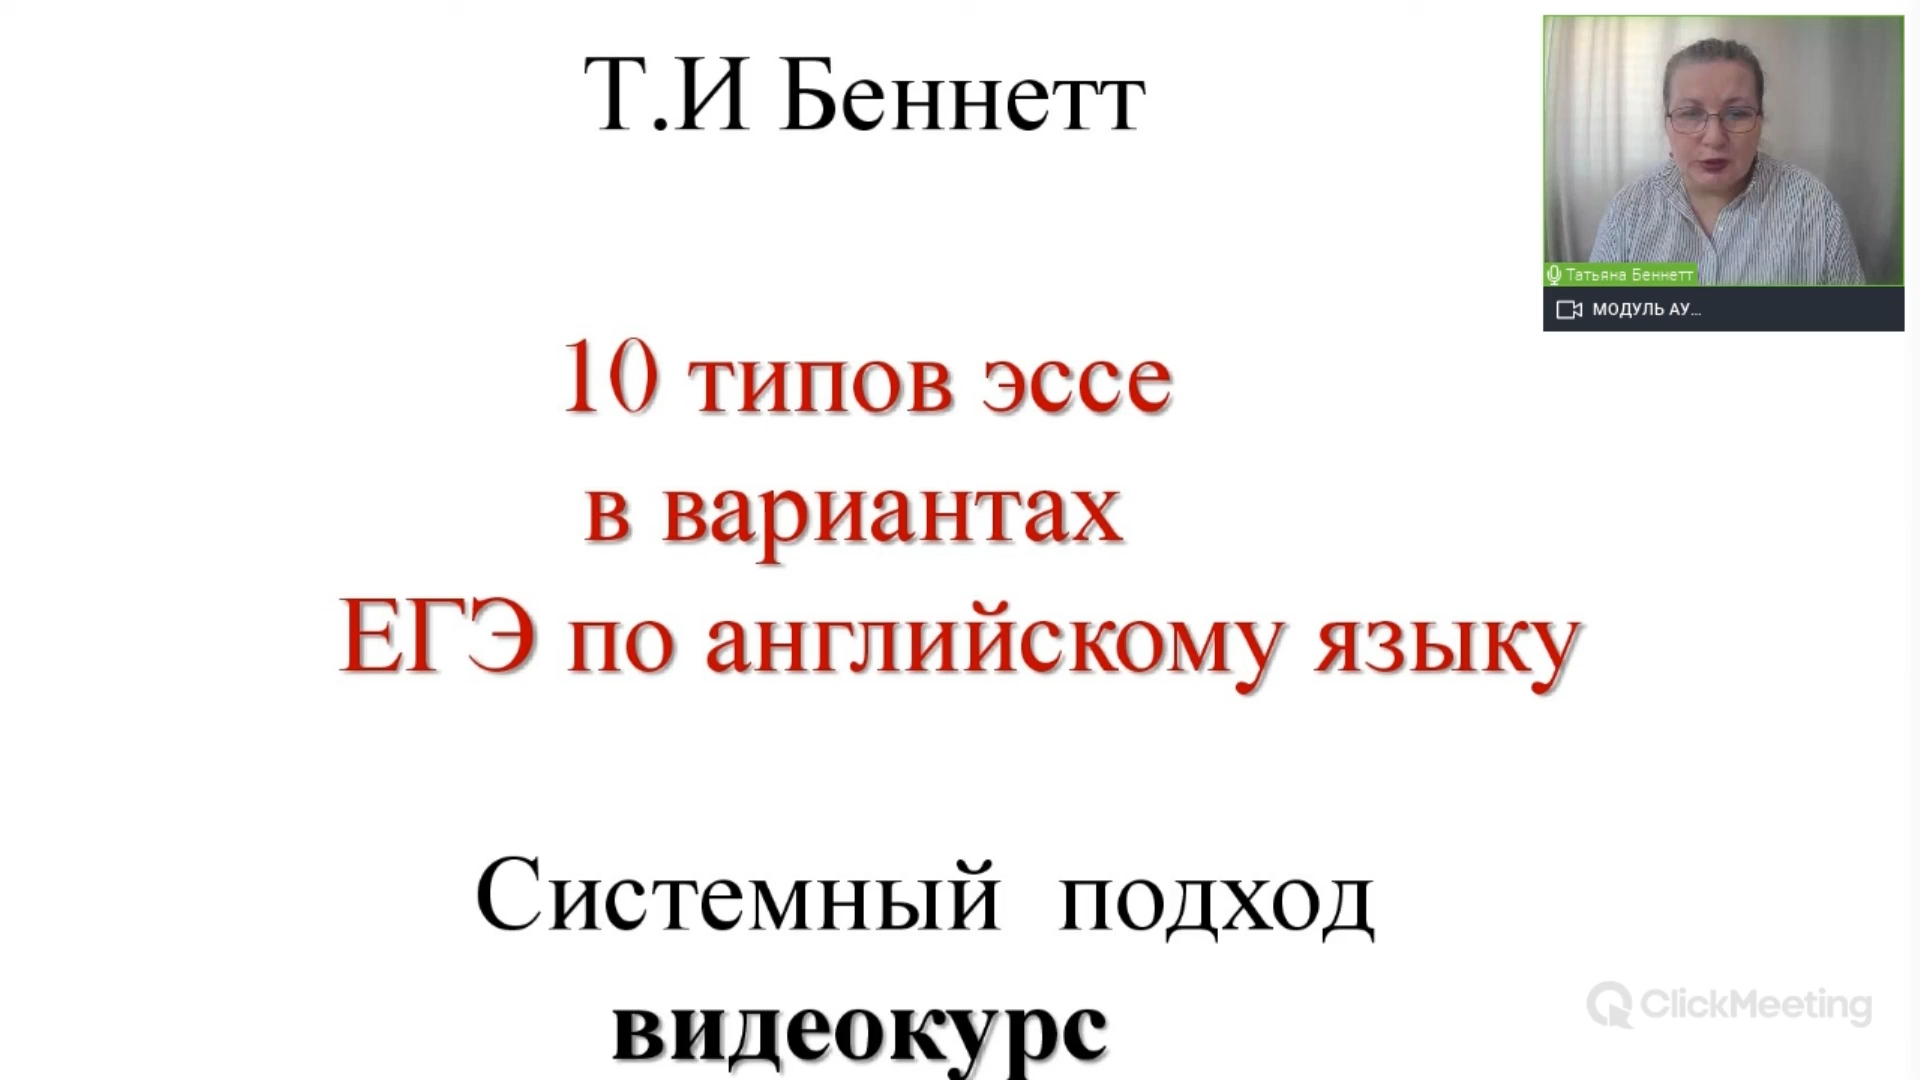 Т.И Беннетт
10 типов эссе
в вариантах
ЕГЭ по английскому языку
Системный подход
видеокурс
Татьяна Беннетт
МОДУЛЬ АУ...
ClickMeeting